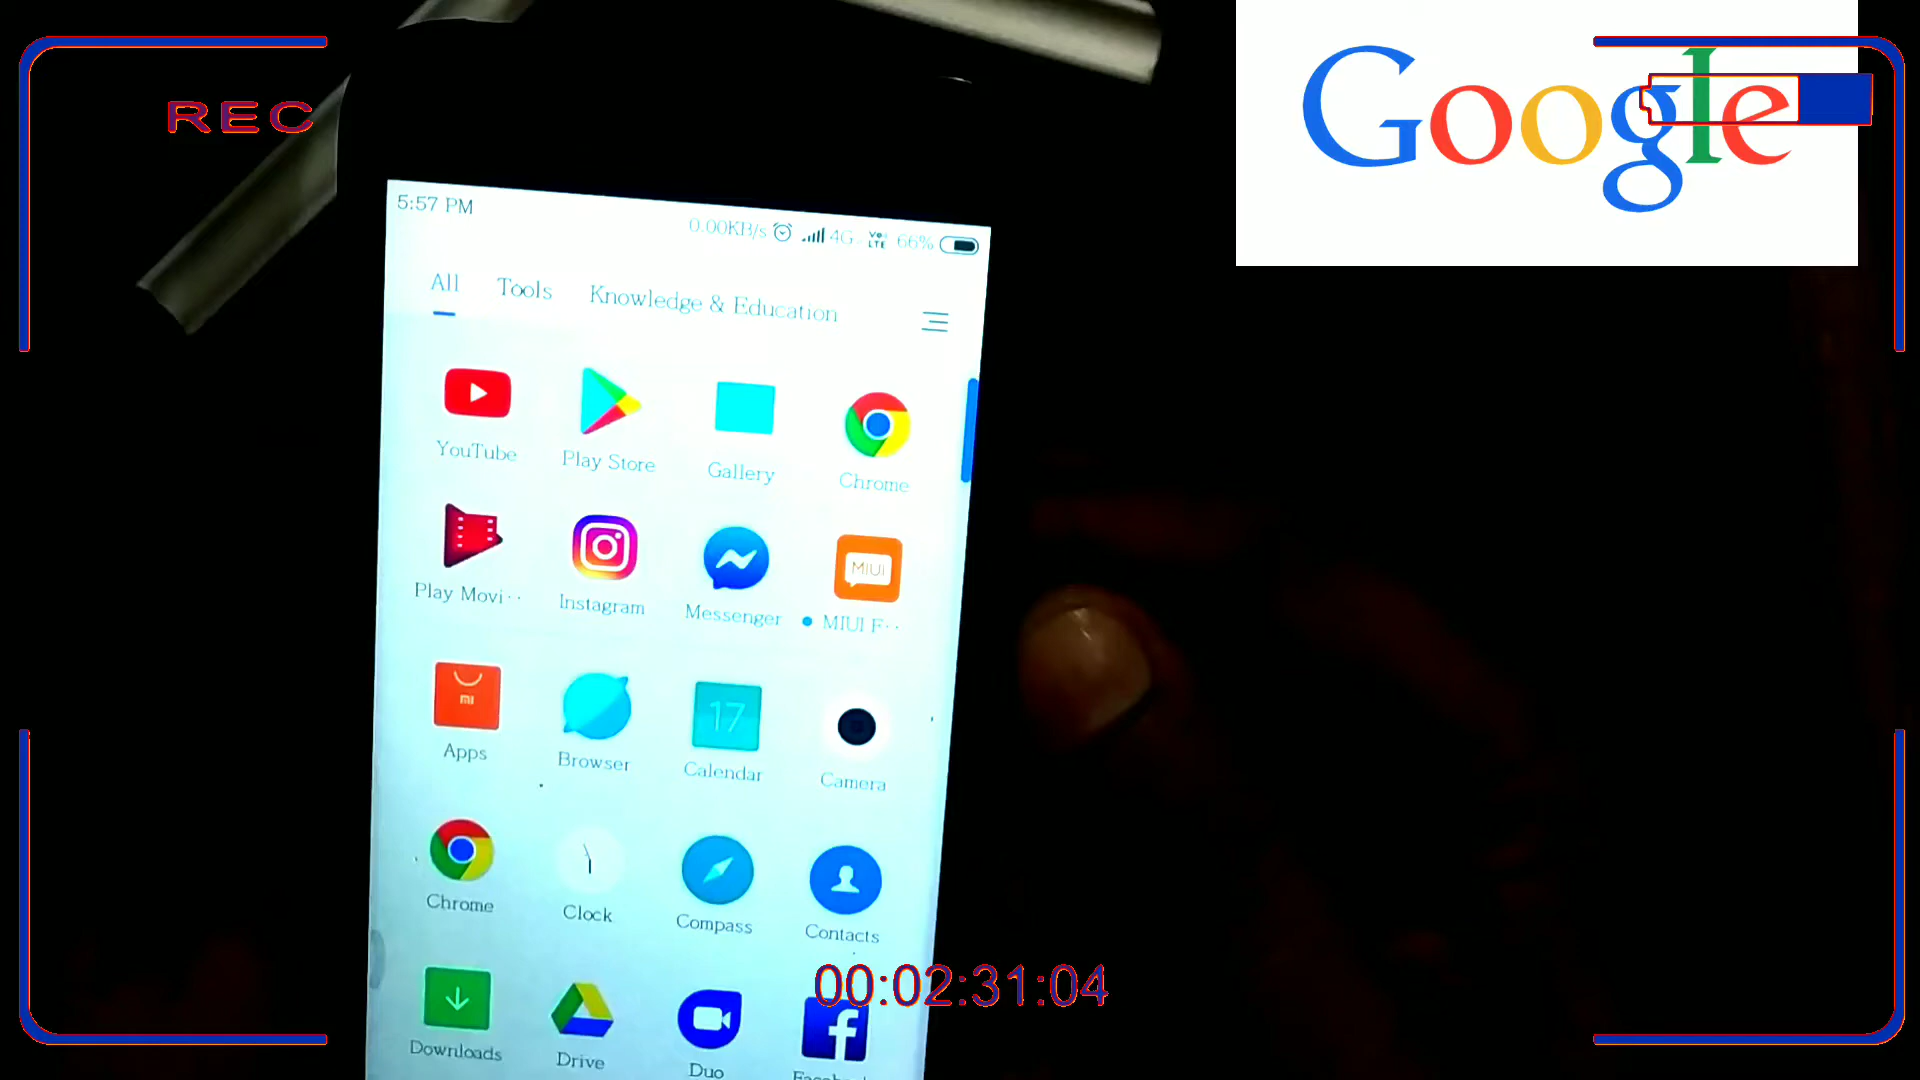 REC
Google
5:57 PM
0.00KB/s 4G Vo LTE 66%
All Tools Knowledge & Education
YouTube Play Store Gallery Chrome
MIUI
Play Movi·· Instagram Messenger MIUI F··
mi
17
Apps Browser Calendar Camera
Chrome Clock Compass Contacts
00:02:31:04
Downloads Drive Duo